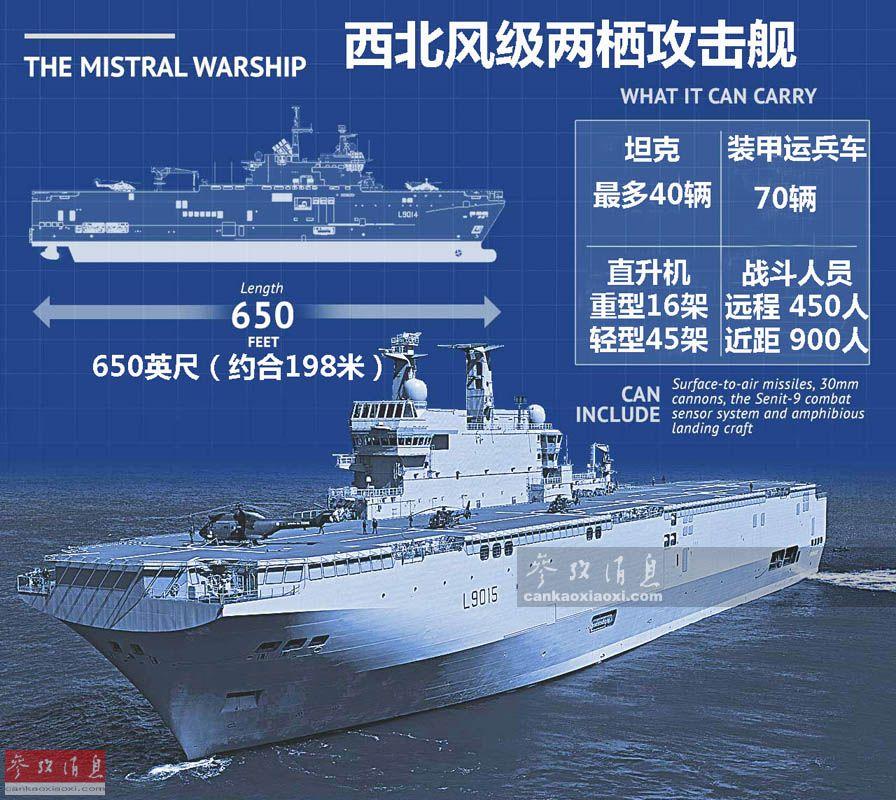 THE MISTRAL WARSHIP
西北风级两栖攻击舰
WHAT IT CAN CARRY
坦克
最多40辆
装甲运兵车
70辆
直升机
重型16架
轻型45架
战斗人员
远程 450人
近距 900人
L9014
Length
650
FEET
650英尺（约合198米）
CAN
INCLUDE
Surface-to-air missiles, 30mm
cannons, the Senit-9 combat
sensor system and amphibious
landing craft
L9015
参考消息
cankaoxiaoxi.com
参考消息
cankaoxiaoxi.com